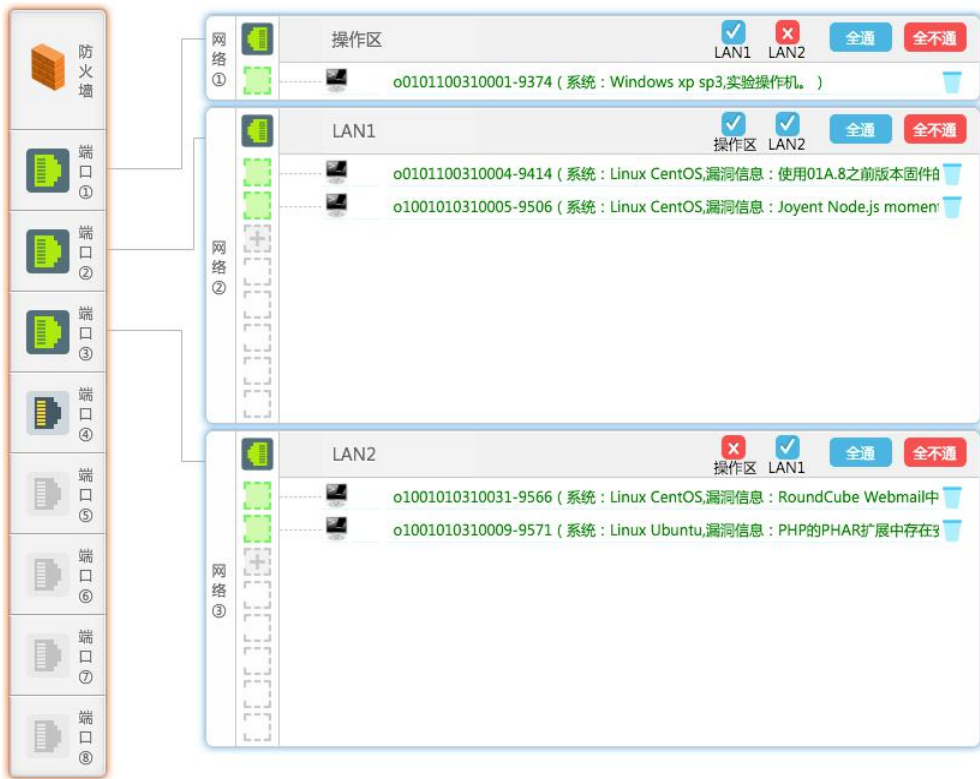 防火墙
端口①
端口②
端口③
端口④
端口⑤
端口⑥
端口⑦
端口⑧
网络①
操作区
LAN1
LAN2
全通
全不通
o0101100310001-9374 ( 系统：Windows xp sp3,实验操作机。 )
网络②
LAN1
操作区
LAN2
全通
全不通
o0101100310004-9414 ( 系统：Linux CentOS,漏洞信息：使用01A.8之前版本固件的
o1001010310005-9506 ( 系统：Linux CentOS,漏洞信息：Joyent Node.js moment
网络③
LAN2
操作区
LAN1
全通
全不通
o1001010310031-9566 ( 系统：Linux CentOS,漏洞信息：RoundCube Webmail中
o1001010310009-9571 ( 系统：Linux Ubuntu,漏洞信息：PHP的PHAR扩展中存在